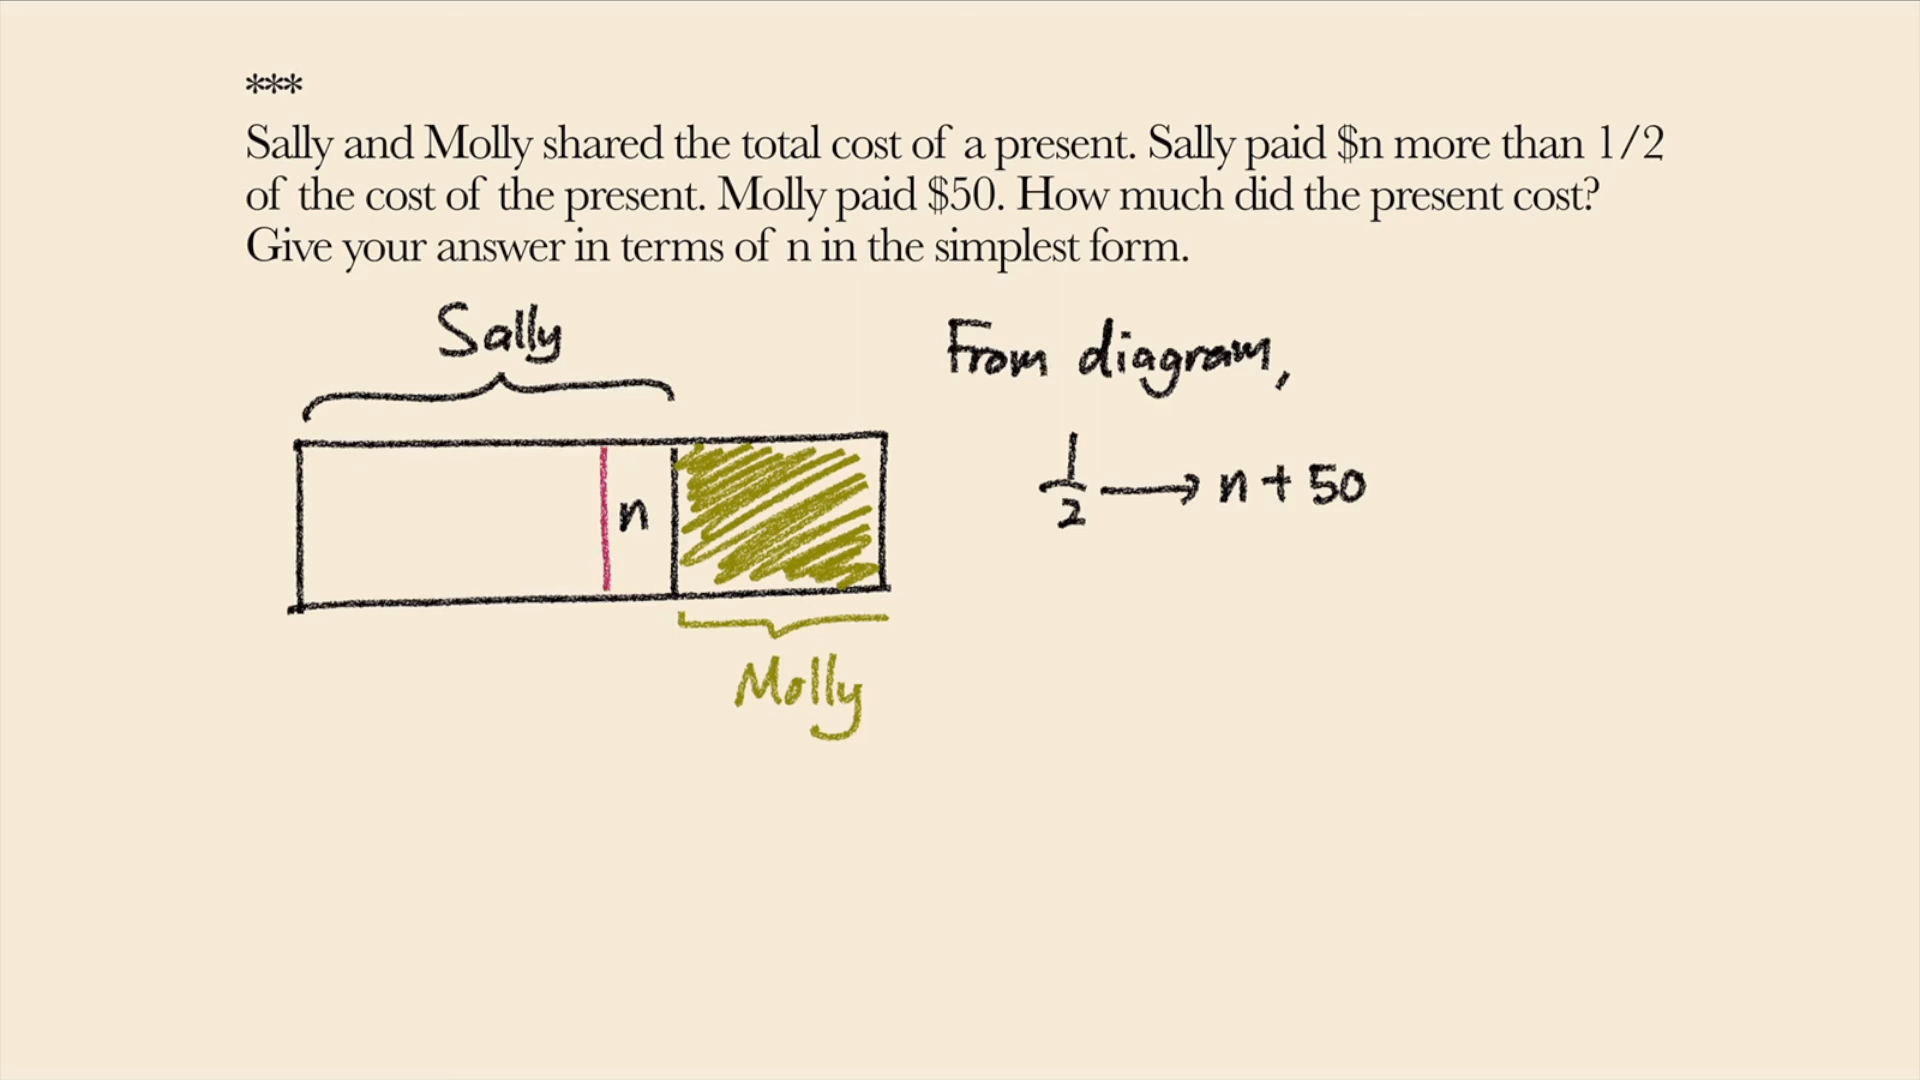 ***
Sally and Molly shared the total cost of a present. Sally paid $n more than 1/2
of the cost of the present. Molly paid $50. How much did the present cost?
Give your answer in terms of n in the simplest form.
Sally
n
Molly
From diagram,
1/2 → n + 50